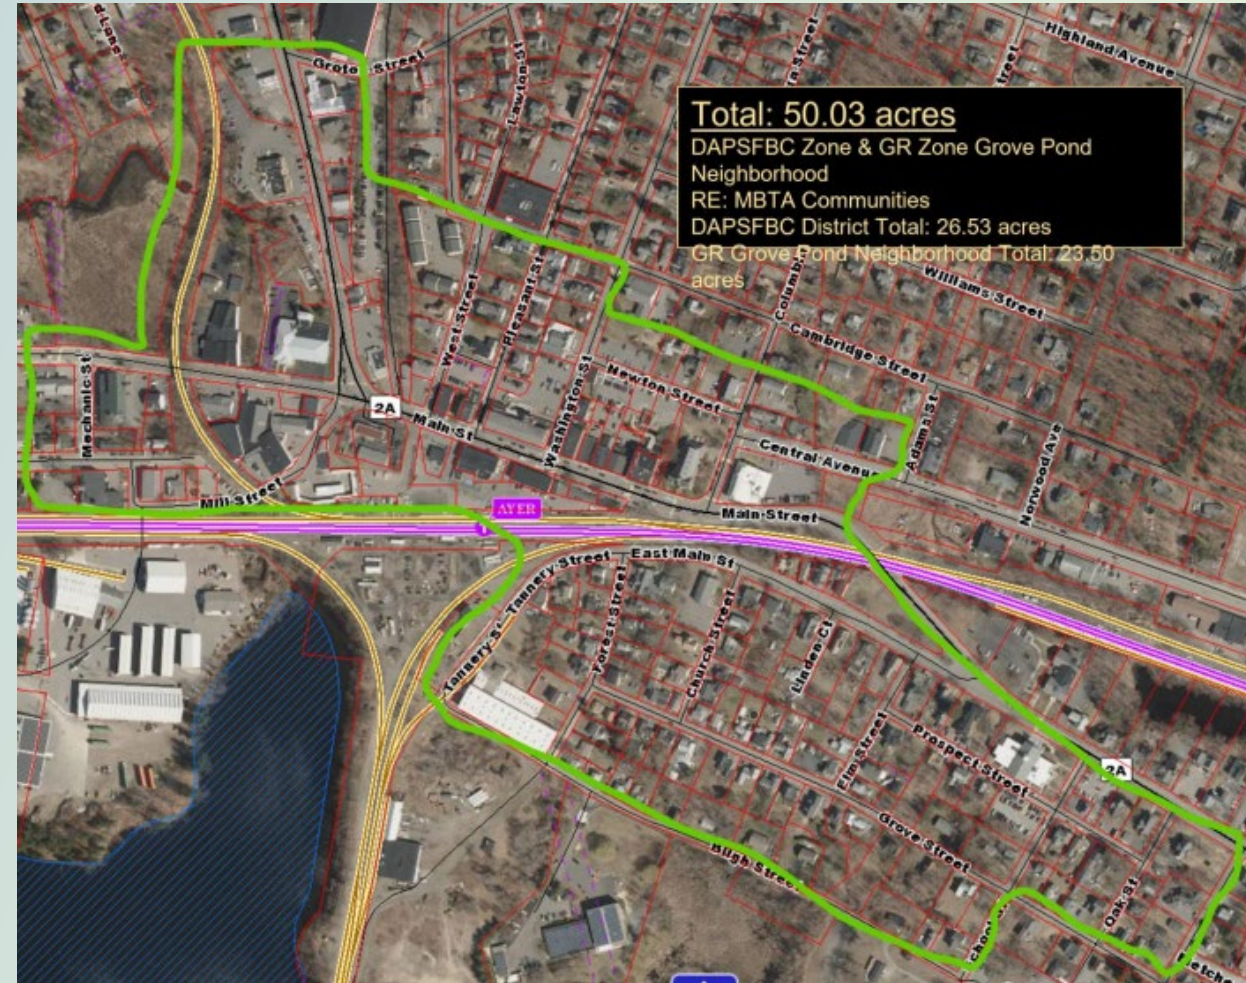 Highland Avenue
Groton Street
Lawton St
Total: 50.03 acres
DAPSFBC Zone & GR Zone Grove Pond
Neighborhood
RE: MBTA Communities
DAPSFBC District Total: 26.53 acres
GR Grove Pond Neighborhood Total: 23.50
acres
Williams Street
West Street
Pleasant St
Washington St
Cambridge Street
Newton Street
Mechanic St
2A
Main St
Central Avenue
Adam St
Norwood Ave
Mill Street
AYER
Main Street
Tannery Street
East Main St
Tannery St
Forest Street
Church Street
Linden Ct
Elm Street
Prospect Street
2A
Grove Street
Bligh Street
Oak St